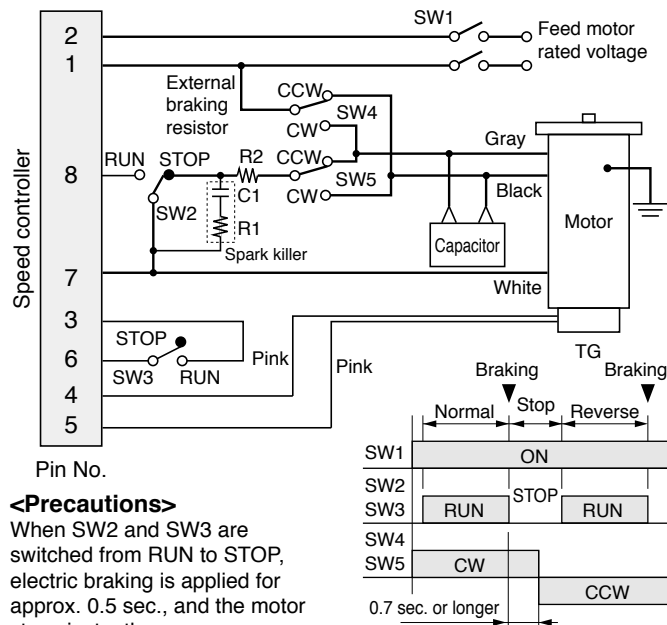 SW1
Feed motor
rated voltage
2
1
External
braking
resistor
CCW
SW4
CW
Gray
RUN
STOP
R2
CCW
SW5
8
C1
CW
Black
SW2
R1
Motor
Spark killer
Capacitor
Speed controller
7
White
3
STOP
6
SW3
RUN
Pink
Pink
TG
4
5
Pin No.
Braking
Braking
Normal
Stop
Reverse
SW1
ON
SW2
SW3
RUN
STOP
RUN
SW4
SW5
CW
CCW
0.7 sec. or longer
<Precautions>
When SW2 and SW3 are
switched from RUN to STOP,
electric braking is applied for
approx. 0.5 sec., and the motor